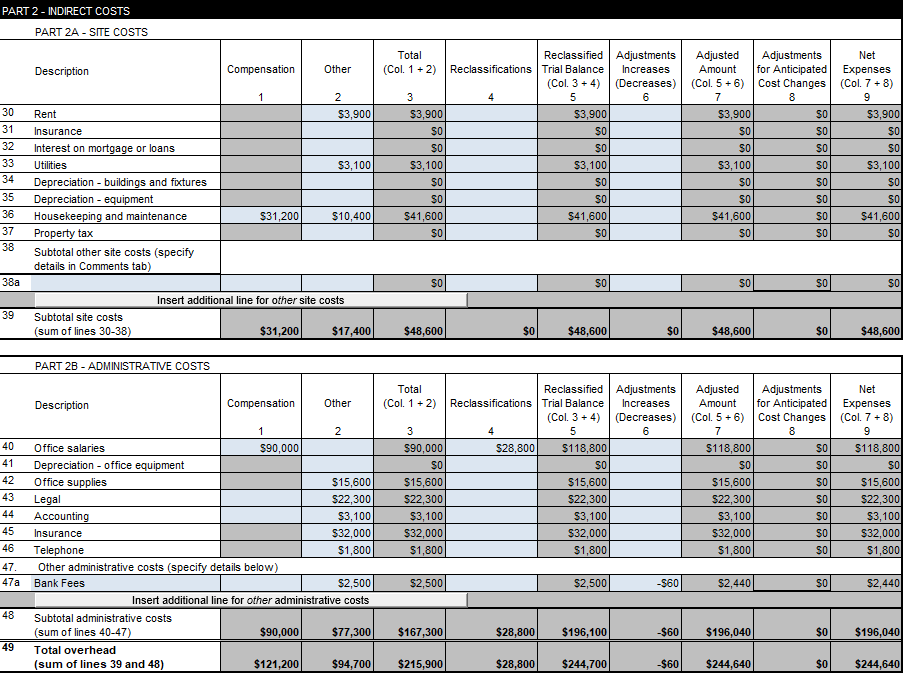 PART 2 - INDIRECT COSTS
PART 2A - SITE COSTS
Total Reclassified Adjustments Adjusted Adjustments Net
Description Compensation Other (Col. 1 + 2) Reclassifications Trial Balance Increases Amount for Anticipated Expenses
(Col. 3 + 4) (Decreases) (Col. 5 + 6) Cost Changes (Col. 7 + 8)
1 2 3 4 5 6 7 8 9
30 Rent $3,900 $3,900 $3,900 $3,900 $0 $3,900
31 Insurance $0 $0 $0 $0 $0
32 Interest on mortgage or loans $0 $0 $0 $0 $0
33 Utilities $3,100 $3,100 $3,100 $3,100 $0 $3,100
34 Depreciation - buildings and fixtures $0 $0 $0 $0 $0
35 Depreciation - equipment $0 $0 $0 $0 $0
36 Housekeeping and maintenance $31,200 $10,400 $41,600 $41,600 $41,600 $0 $41,600
37 Property tax $0 $0 $0 $0 $0
38 Subtotal other site costs (specify
details in Comments tab)
38a $0 $0 $0 $0 $0
Insert additional line for other site costs
39 Subtotal site costs
(sum of lines 30-38) $31,200 $17,400 $48,600 $0 $48,600 $0 $48,600 $0 $48,600
PART 2B - ADMINISTRATIVE COSTS
Total Reclassified Adjustments Adjusted Adjustments Net
Description Compensation Other (Col. 1 + 2) Reclassifications Trial Balance Increases Amount for Anticipated Expenses
(Col. 3 + 4) (Decreases) (Col. 5 + 6) Cost Changes (Col. 7 + 8)
1 2 3 4 5 6 7 8 9
40 Office salaries $90,000 $90,000 $28,800 $118,800 $118,800 $0 $118,800
41 Depreciation - office equipment $0 $0 $0 $0 $0
42 Office supplies $15,600 $15,600 $15,600 $15,600 $0 $15,600
43 Legal $22,300 $22,300 $22,300 $22,300 $0 $22,300
44 Accounting $3,100 $3,100 $3,100 $3,100 $0 $3,100
45 Insurance $32,000 $32,000 $32,000 $32,000 $0 $32,000
46 Telephone $1,800 $1,800 $1,800 $1,800 $0 $1,800
47. Other administrative costs (specify details below)
47a Bank Fees $2,500 $2,500 $2,500 -$60 $2,440 $0 $2,440
Insert additional line for other administrative costs
48 Subtotal administrative costs
(sum of lines 40-47) $90,000 $77,300 $167,300 $28,800 $196,100 -$60 $196,040 $0 $196,040
49 Total overhead
(sum of lines 39 and 48) $121,200 $94,700 $215,900 $28,800 $244,700 -$60 $244,640 $0 $244,640